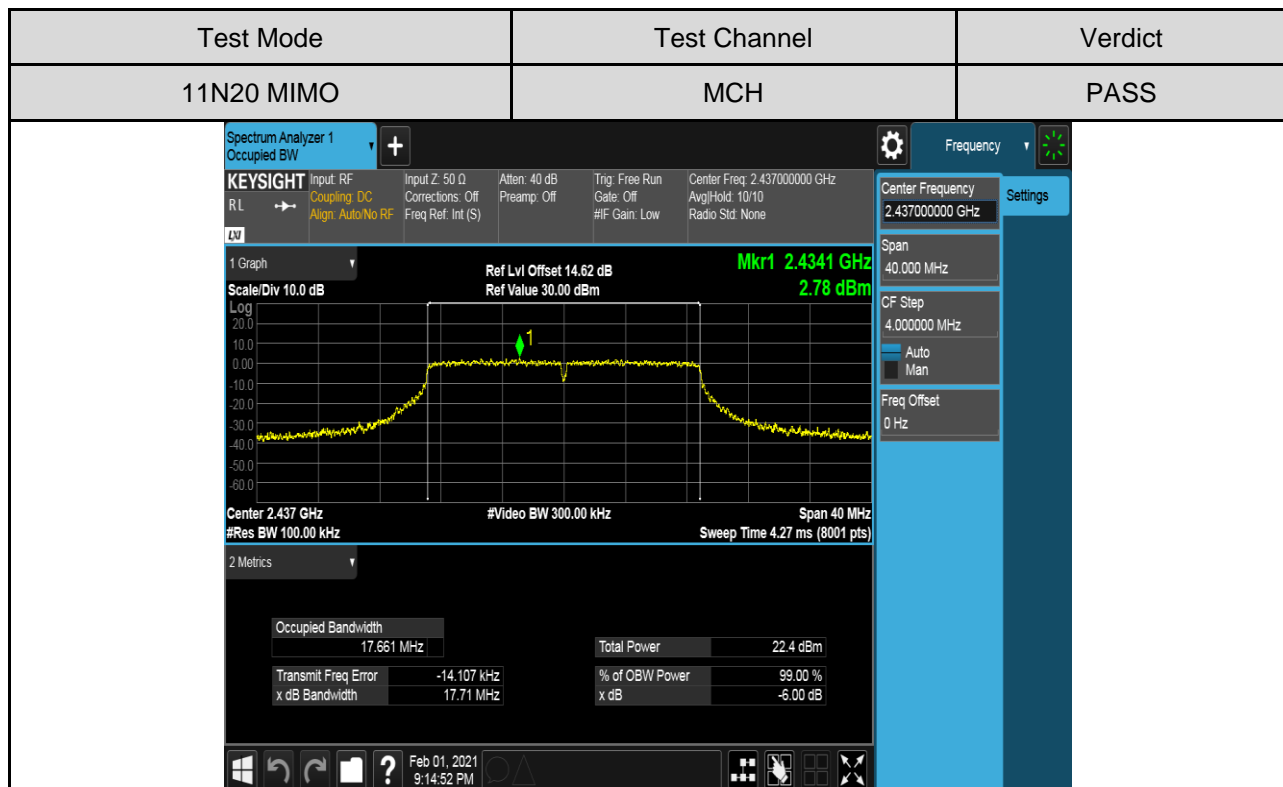 Test Mode Test Channel Verdict
11N20 MIMO MCH PASS
Spectrum Analyzer 1
Occupied BW
+
Frequency
KEYSIGHT Input: RF Input Z: 50 Ω Atten: 40 dB Trig: Free Run Center Freq: 2.437000000 GHz
RL Coupling: DC Corrections: Off Preamp: Off Gate: Off Avg|Hold: 10/10
Align: Auto/No RF Freq Ref: Int (S) #IF Gain: Low Radio Std: None
LXI
Center Frequency
2.437000000 GHz
Settings
Span
40.000 MHz
CF Step
4.000000 MHz
Auto
Man
Freq Offset
0 Hz
1 Graph Ref Lvl Offset 14.62 dB Mkr1 2.4341 GHz
Scale/Div 10.0 dB Ref Value 30.00 dBm 2.78 dBm
Log
20.0
10.0
0.00
-10.0
-20.0
-30.0
-40.0
-50.0
-60.0
1
Center 2.437 GHz #Video BW 300.00 kHz Span 40 MHz
#Res BW 100.00 kHz Sweep Time 4.27 ms (8001 pts)
2 Metrics
Occupied Bandwidth
17.661 MHz Total Power 22.4 dBm
Transmit Freq Error -14.107 kHz % of OBW Power 99.00 %
x dB Bandwidth 17.71 MHz x dB -6.00 dB
? Feb 01, 2021
9:14:52 PM